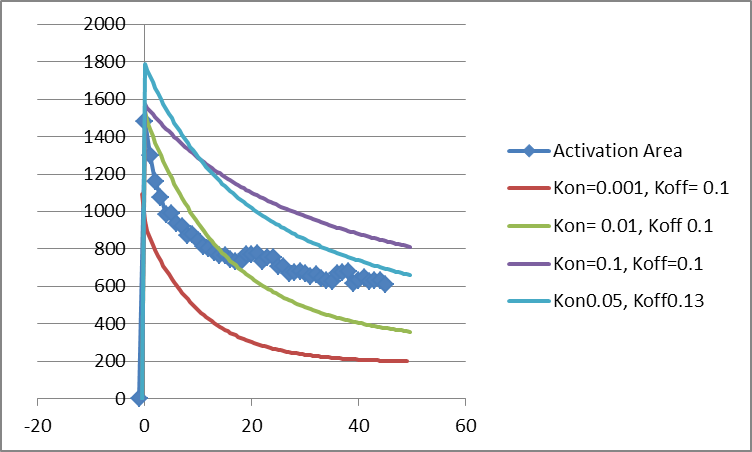 2000
1800
1600
1400
1200
1000
800
600
400
200
0
-20 0 20 40 60
Activation Area
Kon=0.001, Koff= 0.1
Kon= 0.01, Koff 0.1
Kon=0.1, Koff=0.1
Kon0.05, Koff0.13